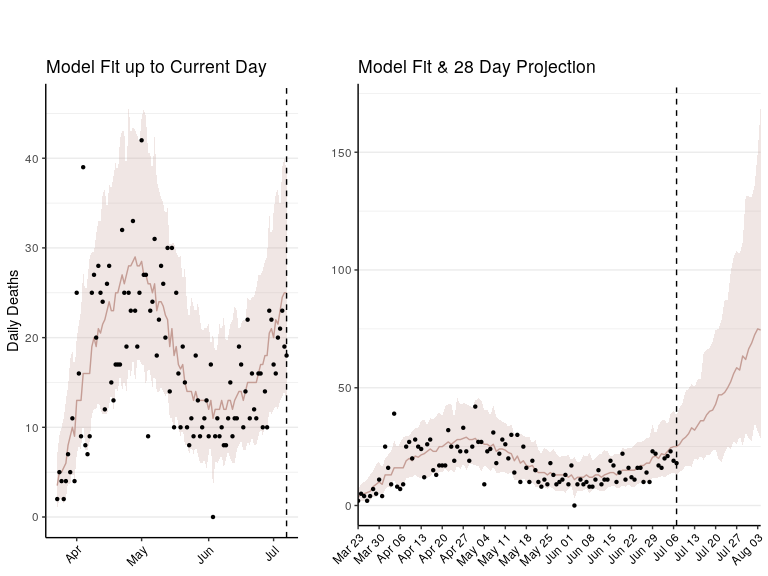 Model Fit up to Current Day
Daily Deaths
40
30
20
10
0
Apr
May
Jun
Jul
Model Fit & 28 Day Projection
150
100
50
0
Mar 23
Mar 30
Apr 06
Apr 13
Apr 20
Apr 27
May 04
May 11
May 18
May 25
Jun 01
Jun 08
Jun 15
Jun 22
Jun 29
Jul 06
Jul 13
Jul 20
Jul 27
Aug 03